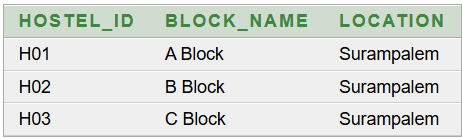 HOSTEL_ID BLOCK_NAME LOCATION
H01 A Block Surampalem
H02 B Block Surampalem
H03 C Block Surampalem